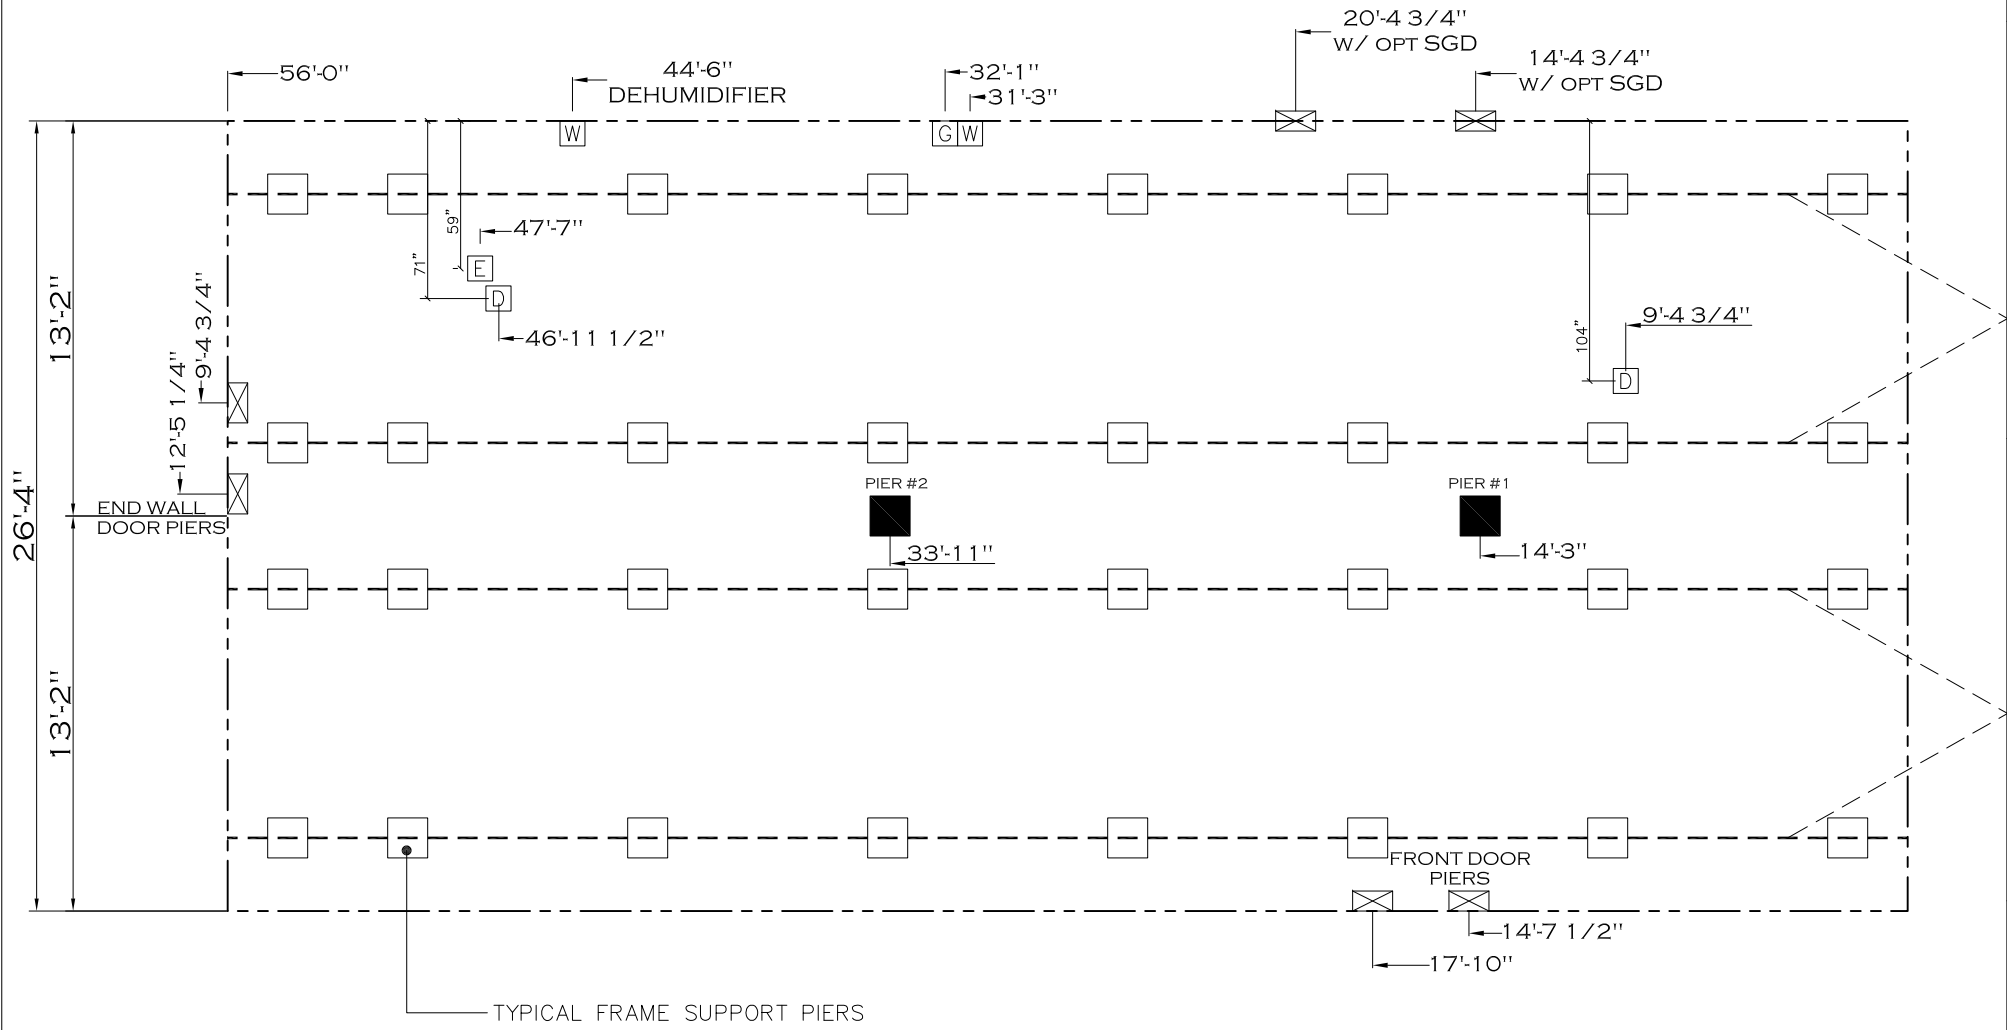 20'-4 3/4"
W/ OPT SGD
14'-4 3/4"
W/ OPT SGD
56'-0"
44'-6"
DEHUMIDIFIER
32'-1"
31'-3"
W
G
W
59"
47'-7"
71"
E
D
46'-11 1/2"
13'-2"
9'-4 3/4"
104"
9'-4 3/4"
D
12'-5 1/4"
26'-4"
END WALL
DOOR PIERS
PIER #2
PIER #1
33'-11"
14'-3"
13'-2"
FRONT DOOR
PIERS
14'-7 1/2"
17'-10"
TYPICAL FRAME SUPPORT PIERS